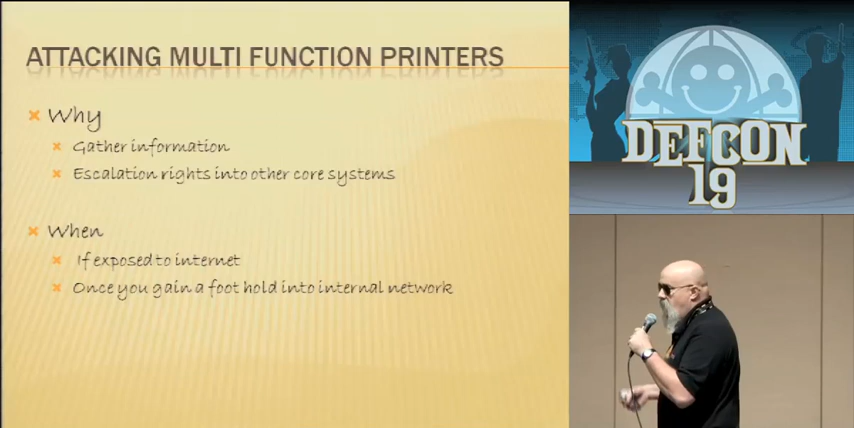 ATTACKING MULTI FUNCTION PRINTERS
Why
Gather information
Escalation rights into other core systems
When
If exposed to internet
Once you gain a foot hold into internal network
DEFCON
19